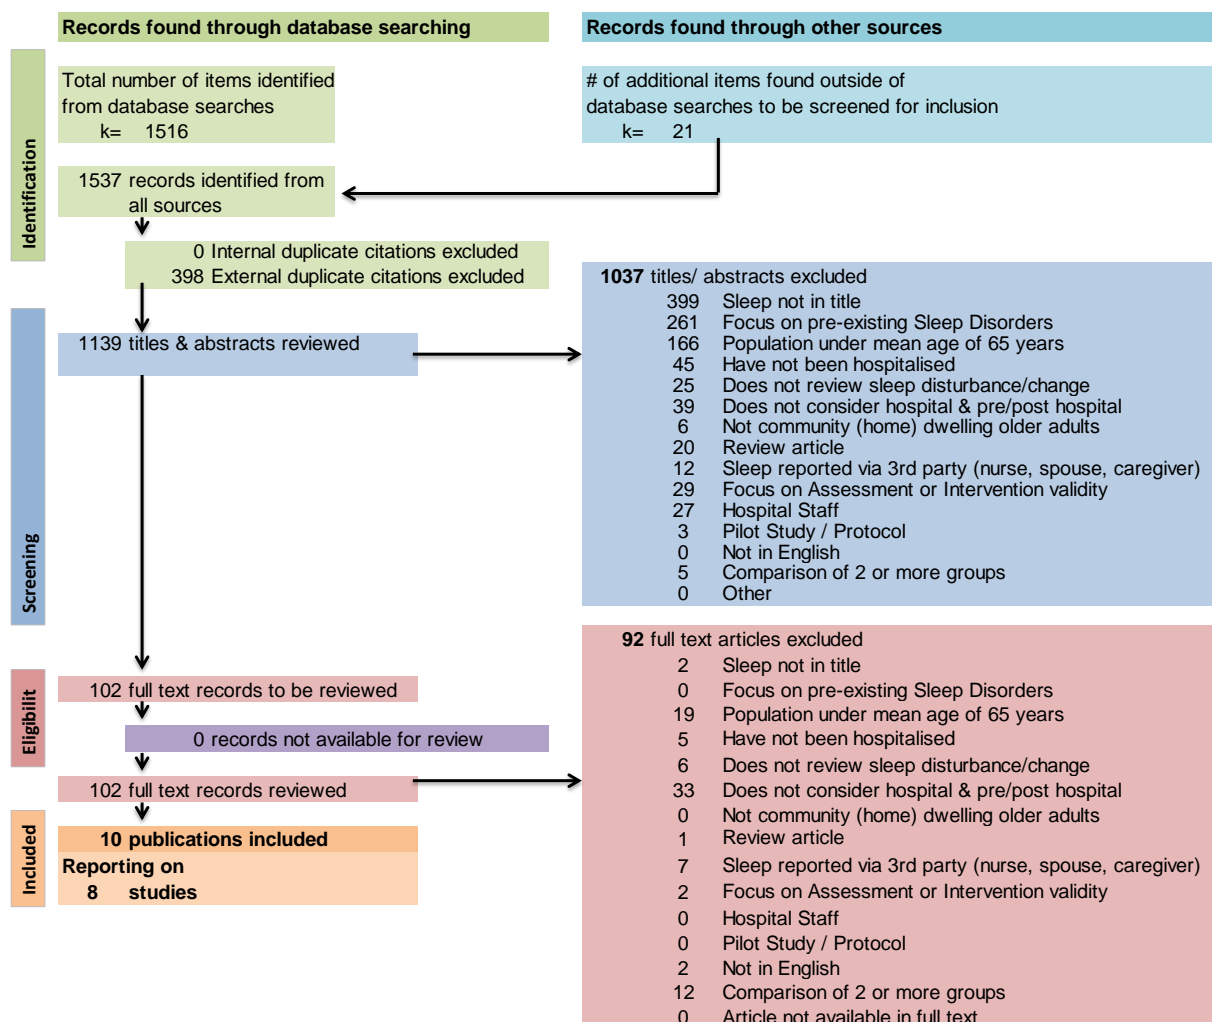 Records found through database searching
Records found through other sources
Identification
Total number of items identified
from database searches
k= 1516
# of additional items found outside of
database searches to be screened for inclusion
k= 21
1537 records identified from
all sources
0 Internal duplicate citations excluded
398 External duplicate citations excluded
Screening
1139 titles & abstracts reviewed
1037 titles/ abstracts excluded
399 Sleep not in title
261 Focus on pre-existing Sleep Disorders
166 Population under mean age of 65 years
45 Have not been hospitalised
25 Does not review sleep disturbance/change
39 Does not consider hospital & pre/post hospital
6 Not community (home) dwelling older adults
20 Review article
12 Sleep reported via 3rd party (nurse, spouse, caregiver)
29 Focus on Assessment or Intervention validity
27 Hospital Staff
3 Pilot Study / Protocol
0 Not in English
5 Comparison of 2 or more groups
0 Other
Eligibilit
102 full text records to be reviewed
0 records not available for review
102 full text records reviewed
92 full text articles excluded
2 Sleep not in title
0 Focus on pre-existing Sleep Disorders
19 Population under mean age of 65 years
5 Have not been hospitalised
6 Does not review sleep disturbance/change
33 Does not consider hospital & pre/post hospital
0 Not community (home) dwelling older adults
1 Review article
7 Sleep reported via 3rd party (nurse, spouse, caregiver)
2 Focus on Assessment or Intervention validity
0 Hospital Staff
0 Pilot Study / Protocol
2 Not in English
12 Comparison of 2 or more groups
0 Article not available in full text
Included
10 publications included
Reporting on
8 studies